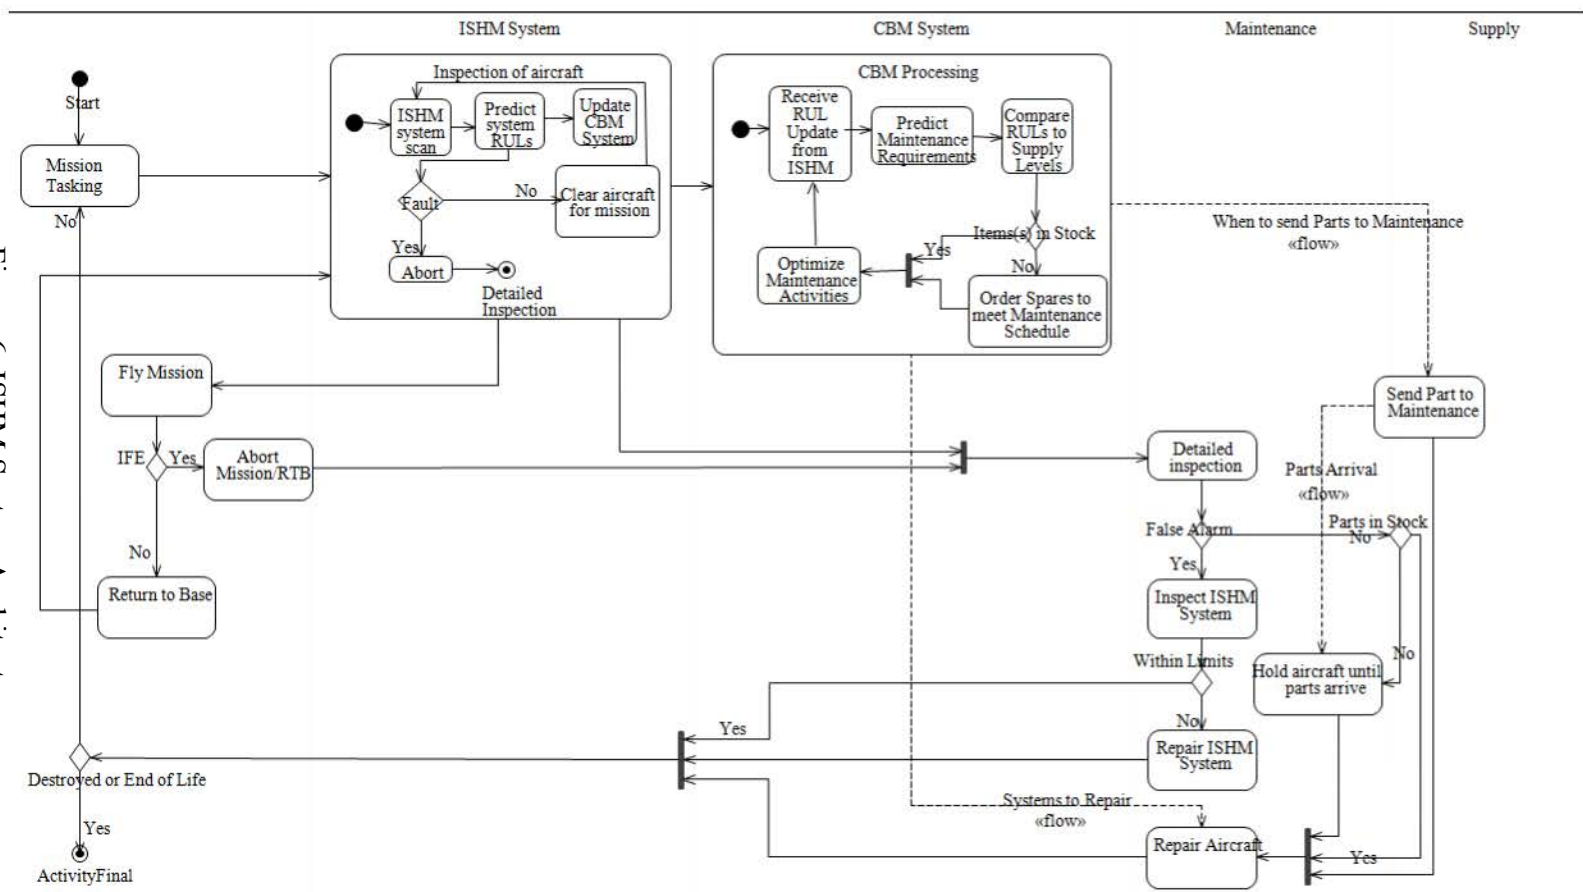 ISHM System
CBM System
Maintenance
Supply
Start
Mission
Tasking
No
Inspection of aircraft
ISHM
system
scan
Predict
system
RULs
Update
CBM
System
Fault
No
Clear aircraft
for mission
Yes
Abort
Detailed
Inspection
CBM Processing
Receive
RUL
Update
from
ISHM
Predict
Maintenance
Requirements
Compare
RULs to
Supply
Levels
Items(s) in Stock
Yes
No
Optimize
Maintenance
Activities
Order Spares to
meet Maintenance
Schedule
When to send Parts to Maintenance
«flow»
Fly Mission
IFE
Yes
Abort
Mission/RTB
No
Return to Base
Send Part to
Maintenance
Detailed
inspection
Parts Arrival
«flow»
False Alarm
Parts in Stock
No
Yes
Inspect ISHM
System
Within Limits
Hold aircraft until
parts arrive
No
Yes
No
Repair ISHM
System
Destroyed or End of Life
Systems to Repair
«flow»
Yes
Repair Aircraft
Yes
ActivityFinal